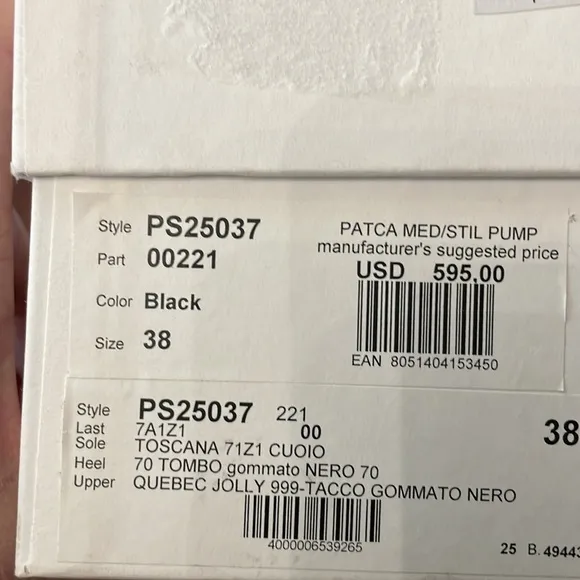 Style PS25037
Part 00221
Color Black
Size 38
PATCA MED/STIL PUMP
manufacturer's suggested price
USD 595,00
EAN 8051404153450
Style PS25037 221
Last 7A1Z1 00
Sole TOSCANA 71Z1 CUOIO
Heel 70 TOMBO gommato NERO 70
Upper QUEBEC JOLLY 999-TACCO GOMMATO NERO
38
4000006539265
25 B. 49443